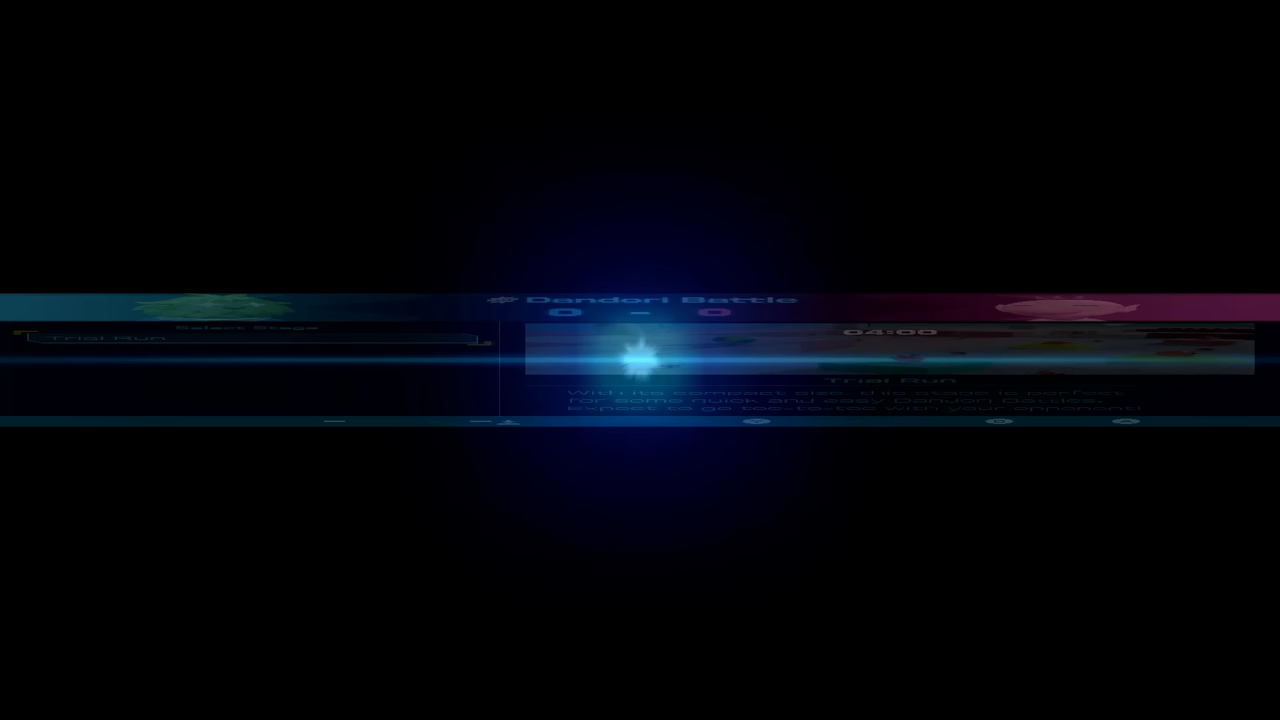 Dandori Battle
0 - 0
Select Stage
Trial Run
04:00
Trial Run
With its compact size, this stage is perfect
for some quick and easy Dandori Battles.
Expect to go toe-to-toe with your opponent!